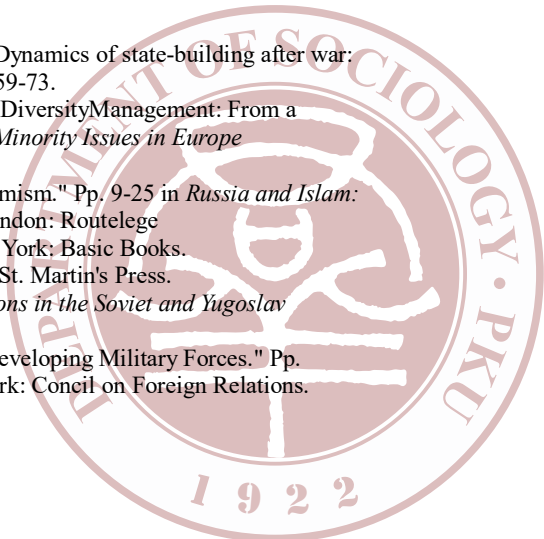 Dynamics of state-building after war:
59-73.
DiversityManagement: From a
Minority Issues in Europe
mism." Pp. 9-25 in Russia and Islam:
ndon: Routelege
York: Basic Books.
St. Martin's Press.
ons in the Soviet and Yugoslav
eveloping Military Forces." Pp.
rk: Concil on Foreign Relations.
DEPARTMENT OF SOCIOLOGY • PKU
1922